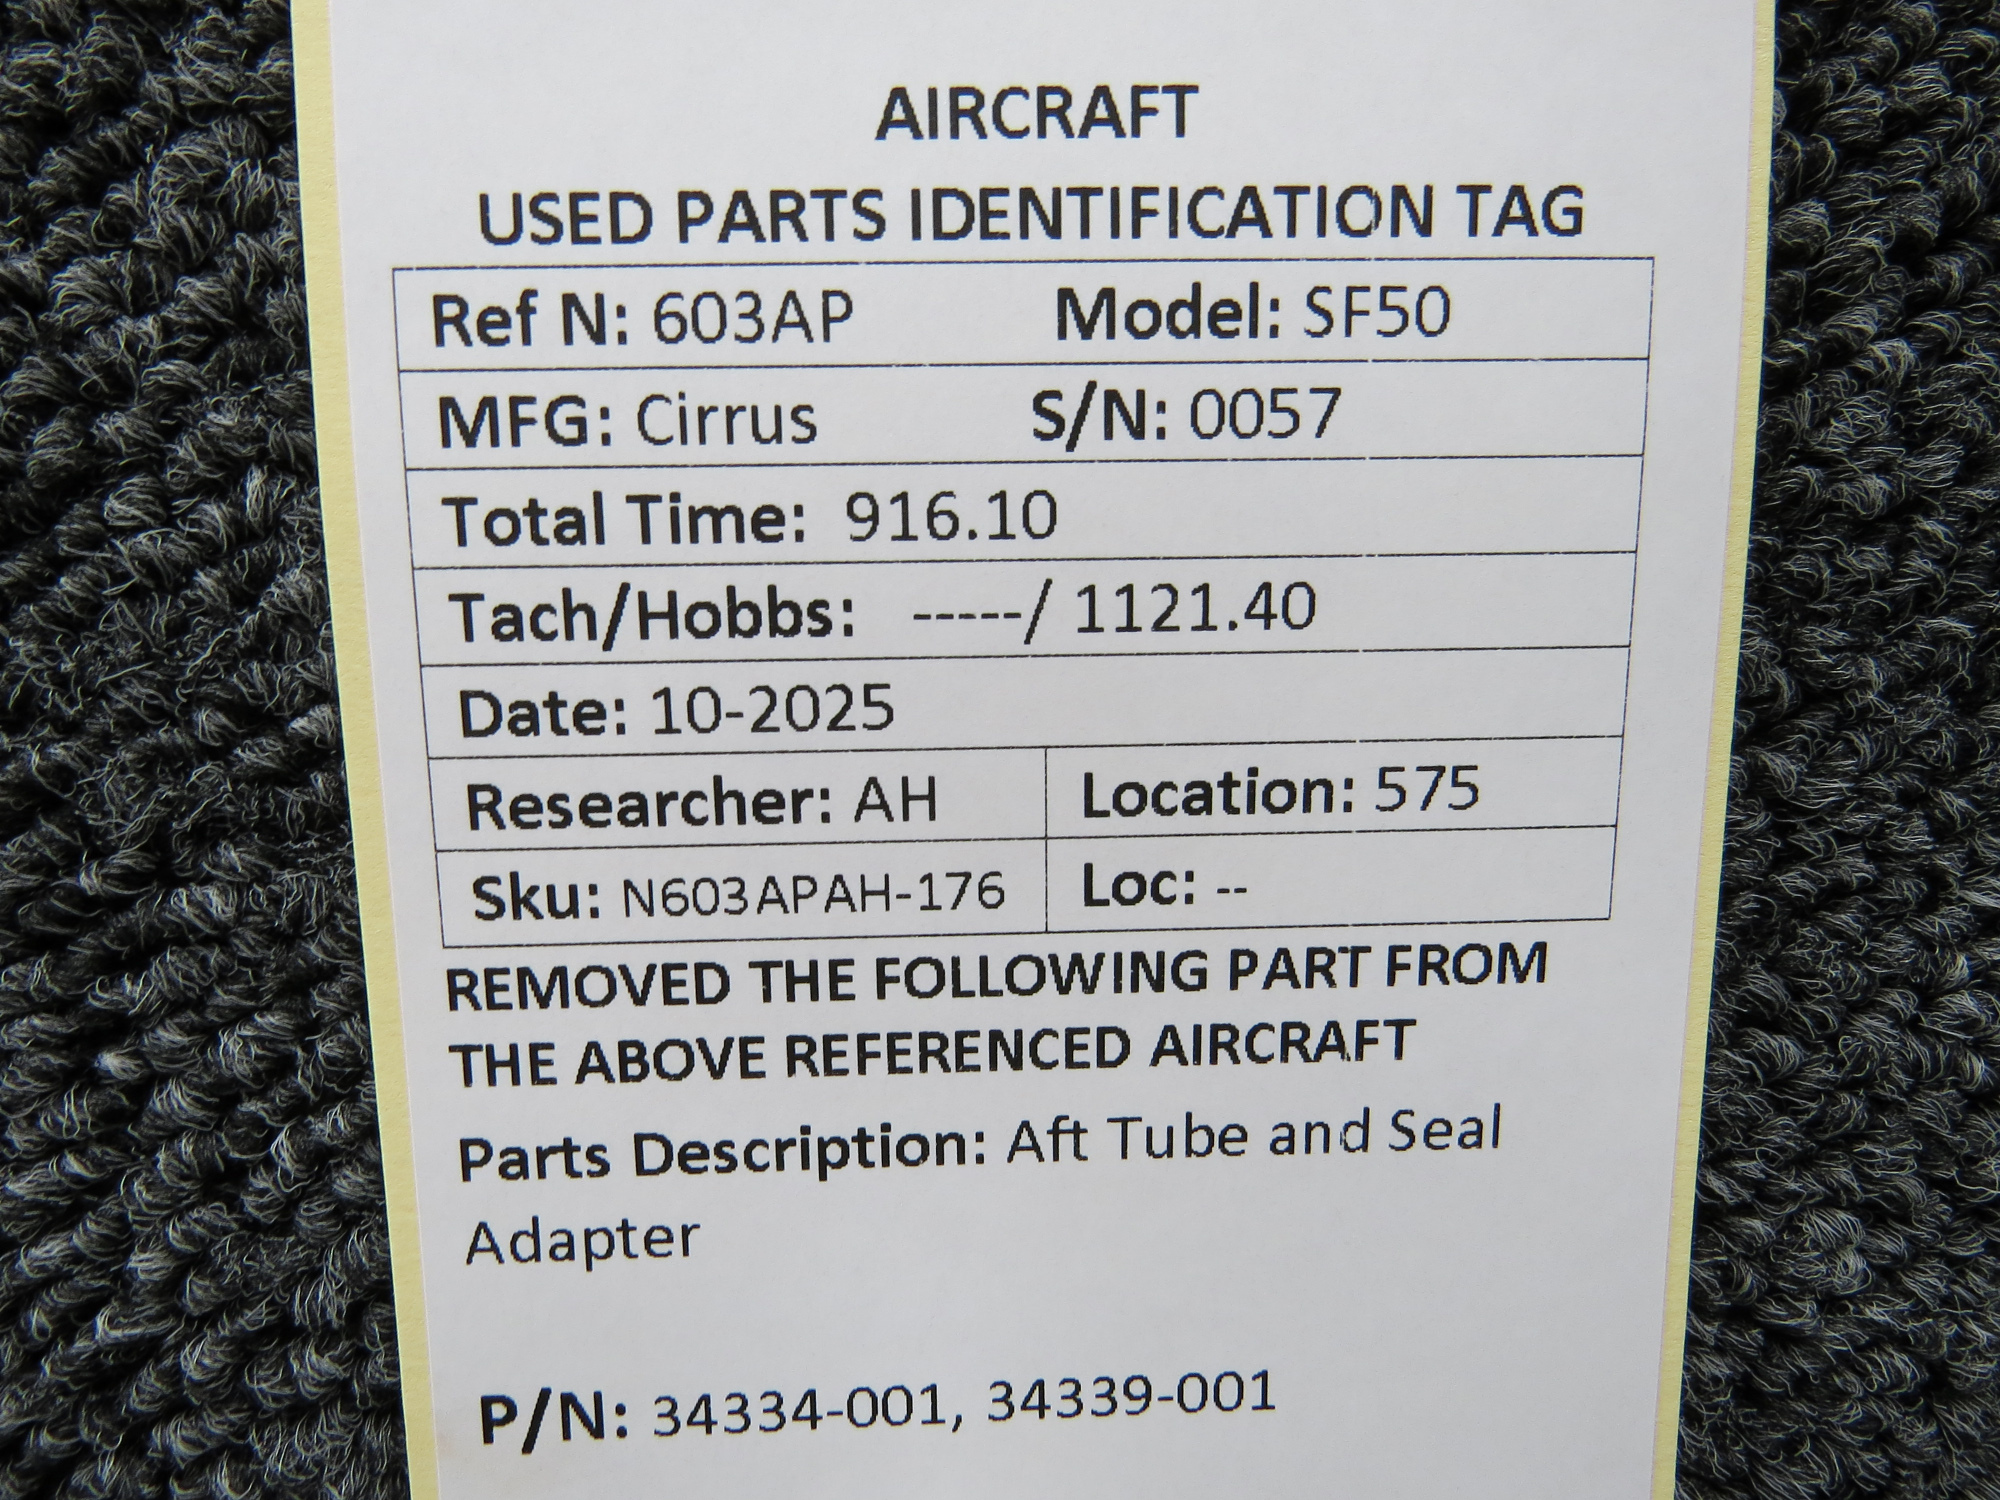 AIRCRAFT
USED PARTS IDENTIFICATION TAG
Ref N: 603AP Model: SF50
MFG: Cirrus S/N: 0057
Total Time: 916.10
Tach/Hobbs: -----/ 1121.40
Date: 10-2025
Researcher: AH Location: 575
Sku: N603APAH-176 Loc: --
REMOVED THE FOLLOWING PART FROM
THE ABOVE REFERENCED AIRCRAFT
Parts Description: Aft Tube and Seal
Adapter
P/N: 34334-001, 34339-001